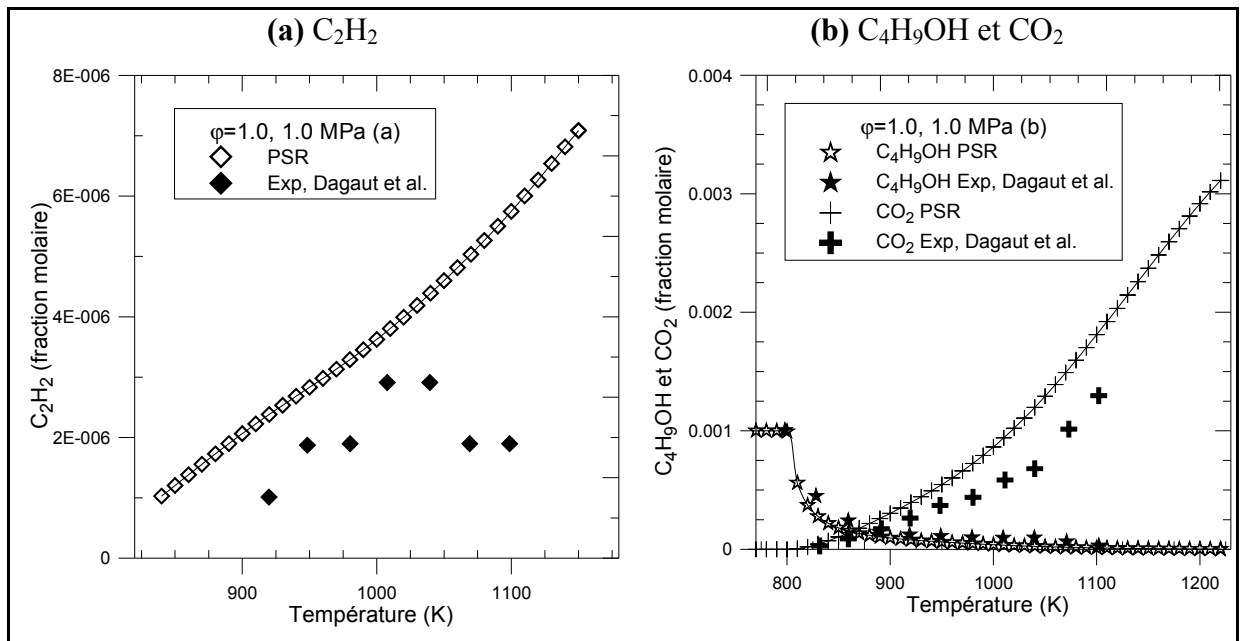 (a) C₂H₂
8E-006
6E-006
4E-006
2E-006
0
C₂H₂ (fraction molaire)
φ=1.0, 1.0 MPa (a)
PSR
Exp, Dagaut et al.
900 1000 1100
Température (K)
(b) C₄H₉OH et CO₂
0.004
0.003
0.002
0.001
0
C₄H₉OH et CO₂ (fraction molaire)
φ=1.0, 1.0 MPa (b)
C₄H₉OH PSR
C₄H₉OH Exp, Dagaut et al.
CO₂ PSR
CO₂ Exp, Dagaut et al.
800 900 1000 1100 1200
Température (K)